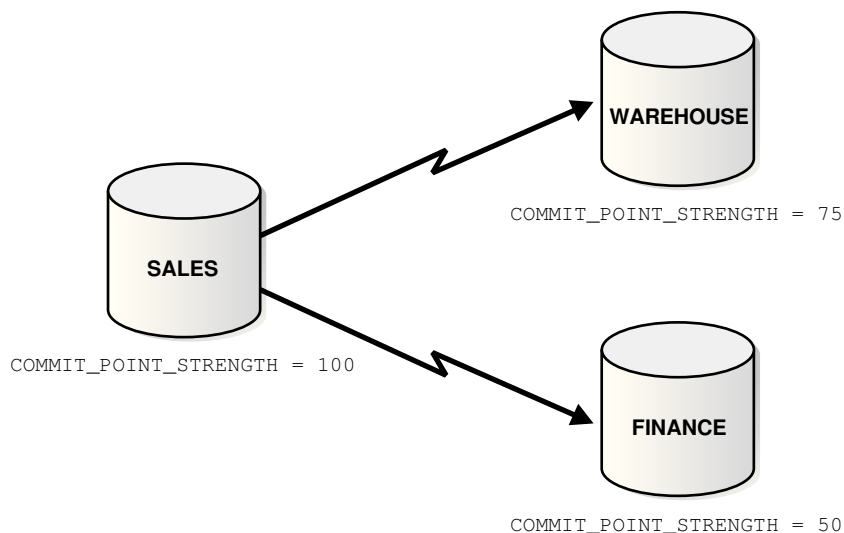 WAREHOUSE
COMMIT_POINT_STRENGTH = 75
SALES
COMMIT_POINT_STRENGTH = 100
FINANCE
COMMIT_POINT_STRENGTH = 50